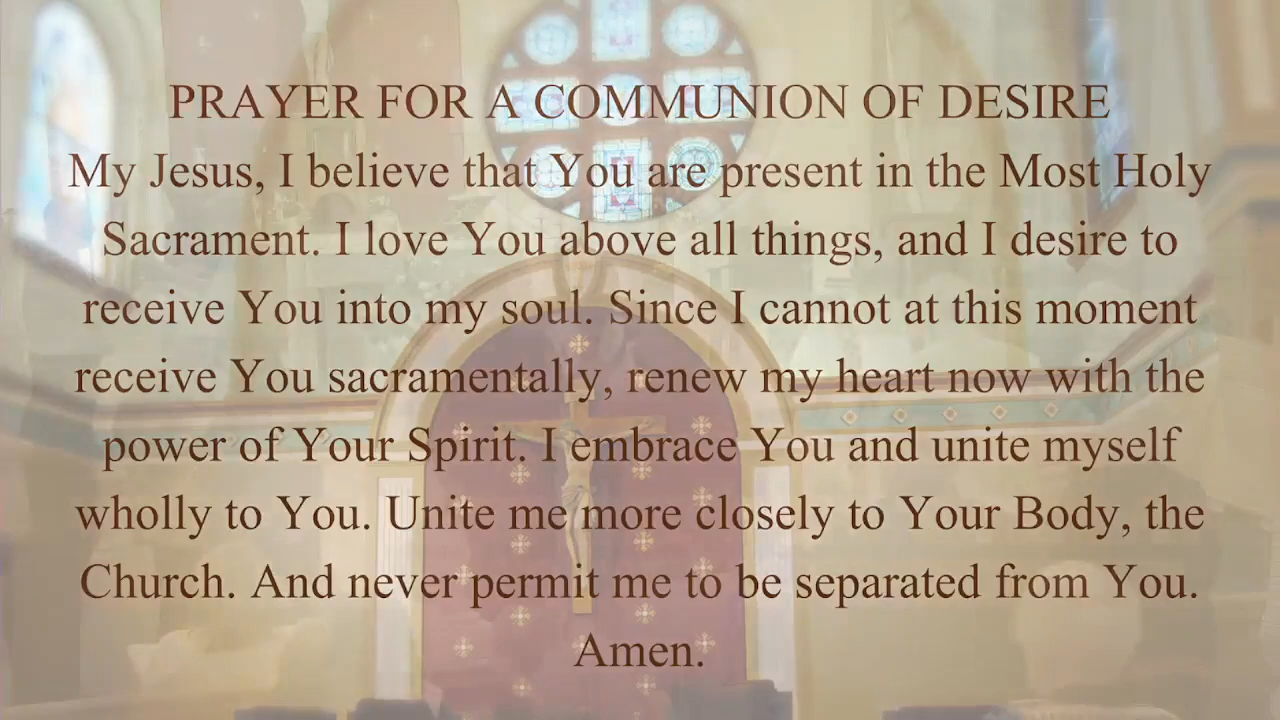 PRAYER FOR A COMMUNION OF DESIRE
My Jesus, I believe that You are present in the Most Holy
Sacrament. I love You above all things, and I desire to
receive You into my soul. Since I cannot at this moment
receive You sacramentally, renew my heart now with the
power of Your Spirit. I embrace You and unite myself
wholly to You. Unite me more closely to Your Body, the
Church. And never permit me to be separated from You.
Amen.